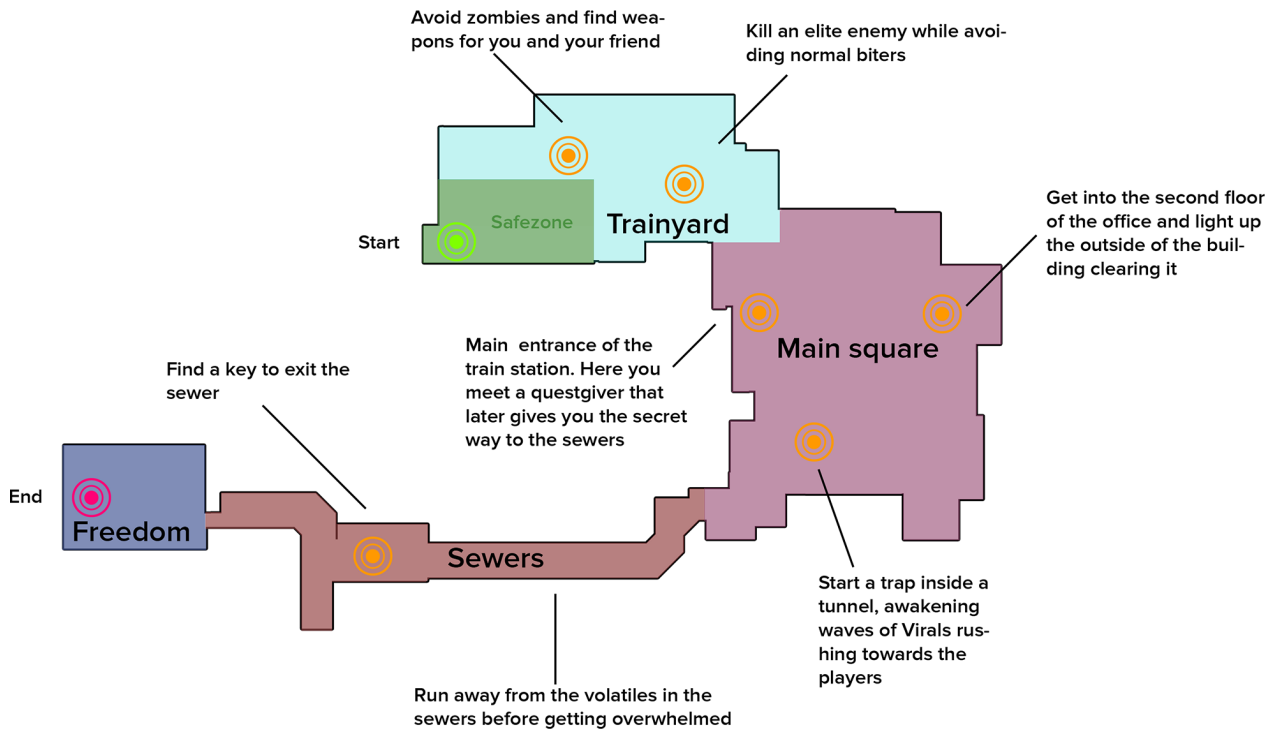 Avoid zombies and find wea-
pons for you and your friend
Kill an elite enemy while avoi-
ding normal biters
Safezone
Trainyard
Start
Get into the second floor
of the office and light up
the outside of the buil-
ding clearing it
Main entrance of the
train station. Here you
meet a questgiver that
later gives you the secret
way to the sewers
Main square
Find a key to exit the
sewer
End
Freedom
Sewers
Start a trap inside a
tunnel, awakening
waves of Virals rus-
hing towards the
players
Run away from the volatiles in the
sewers before getting overwhelmed